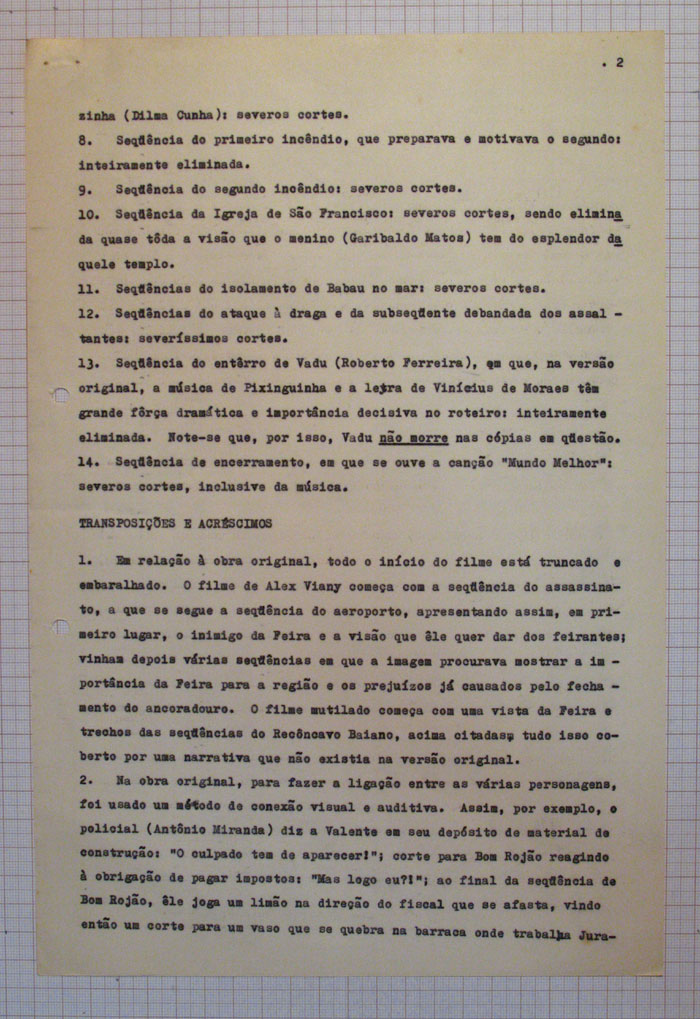 . 2
zinha (Dilma Cunha): severos cortes.
8. Seqüência do primeiro incêndio, que preparava e motivava o segundo:
inteiramente eliminada.
9. Seqüência do segundo incêndio: severos cortes.
10. Seqüência da Igreja de São Francisco: severos cortes, sendo elimina
da quase tôda a visão que o menino (Garibaldo Matos) tem do esplendor da
quele templo.
11. Seqüências do isolamento de Babau no mar: severos cortes.
12. Seqüências do ataque à draga e da subseqüente debandada dos assal -
tantes: severíssimos cortes.
13. Seqüência do entêrro de Vadu (Roberto Ferreira), em que, na versão
original, a música de Pixinguinha e a letra de Vinícius de Moraes têm
grande fôrça dramática e importância decisiva no roteiro: inteiramente
eliminada. Note-se que, por isso, Vadu não morre nas cópias em qüestão.
14. Seqüência de encerramento, em que se ouve a canção "Mundo Melhor":
severos cortes, inclusive da música.
TRANSPOSIÇÕES E ACRÉSCIMOS
1. Em relação à obra original, todo o início do filme está truncado e
embaralhado. O filme de Alex Viany começa com a seqüência do assassina-
to, a que se segue a seqüência do aeroporto, apresentando assim, em pri-
meiro lugar, o inimigo da Feira e a visão que êle quer dar dos feirantes;
vinham depois várias seqüências em que a imagem procurava mostrar a im -
portância da Feira para a região e os prejuízos já causados pelo fecha -
mento do ancoradouro. O filme mutilado começa com uma vista da Feira e
trechos das seqüências do Recôncavo Baiano, acima citadas, tudo isso co-
berto por uma narrativa que não existia na versão original.
2. Na obra original, para fazer a ligação entre as várias personagens,
foi usado um método de conexão visual e auditiva. Assim, por exemplo, o
policial (Antônio Miranda) diz a Valente em seu depósito de material de
construção: "O culpado tem de aparecer!"; corte para Bom Rojão reagindo
à obrigação de pagar impostos: "Mas logo eu?!"; ao final da seqüência de
Bom Rojão, êle joga um limão na direção do fiscal que se afasta, vindo
então um corte para um vaso que se quebra na barraca onde trabalha Jura-